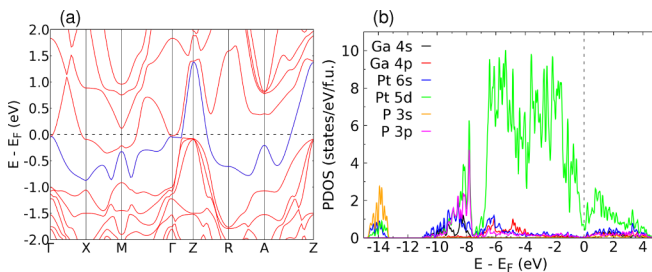 (a)
E - E_F (eV)
2.0
1.5
1.0
0.5
0.0
-0.5
-1.0
-1.5
-2.0
Γ X M Γ Z R A Z
(b)
PDOS (states/eV/f.u.)
10
8
6
4
2
0
Ga 4s
Ga 4p
Pt 6s
Pt 5d
P 3s
P 3p
-14 -12 -10 -8 -6 -4 -2 0 2 4
E - E_F (eV)